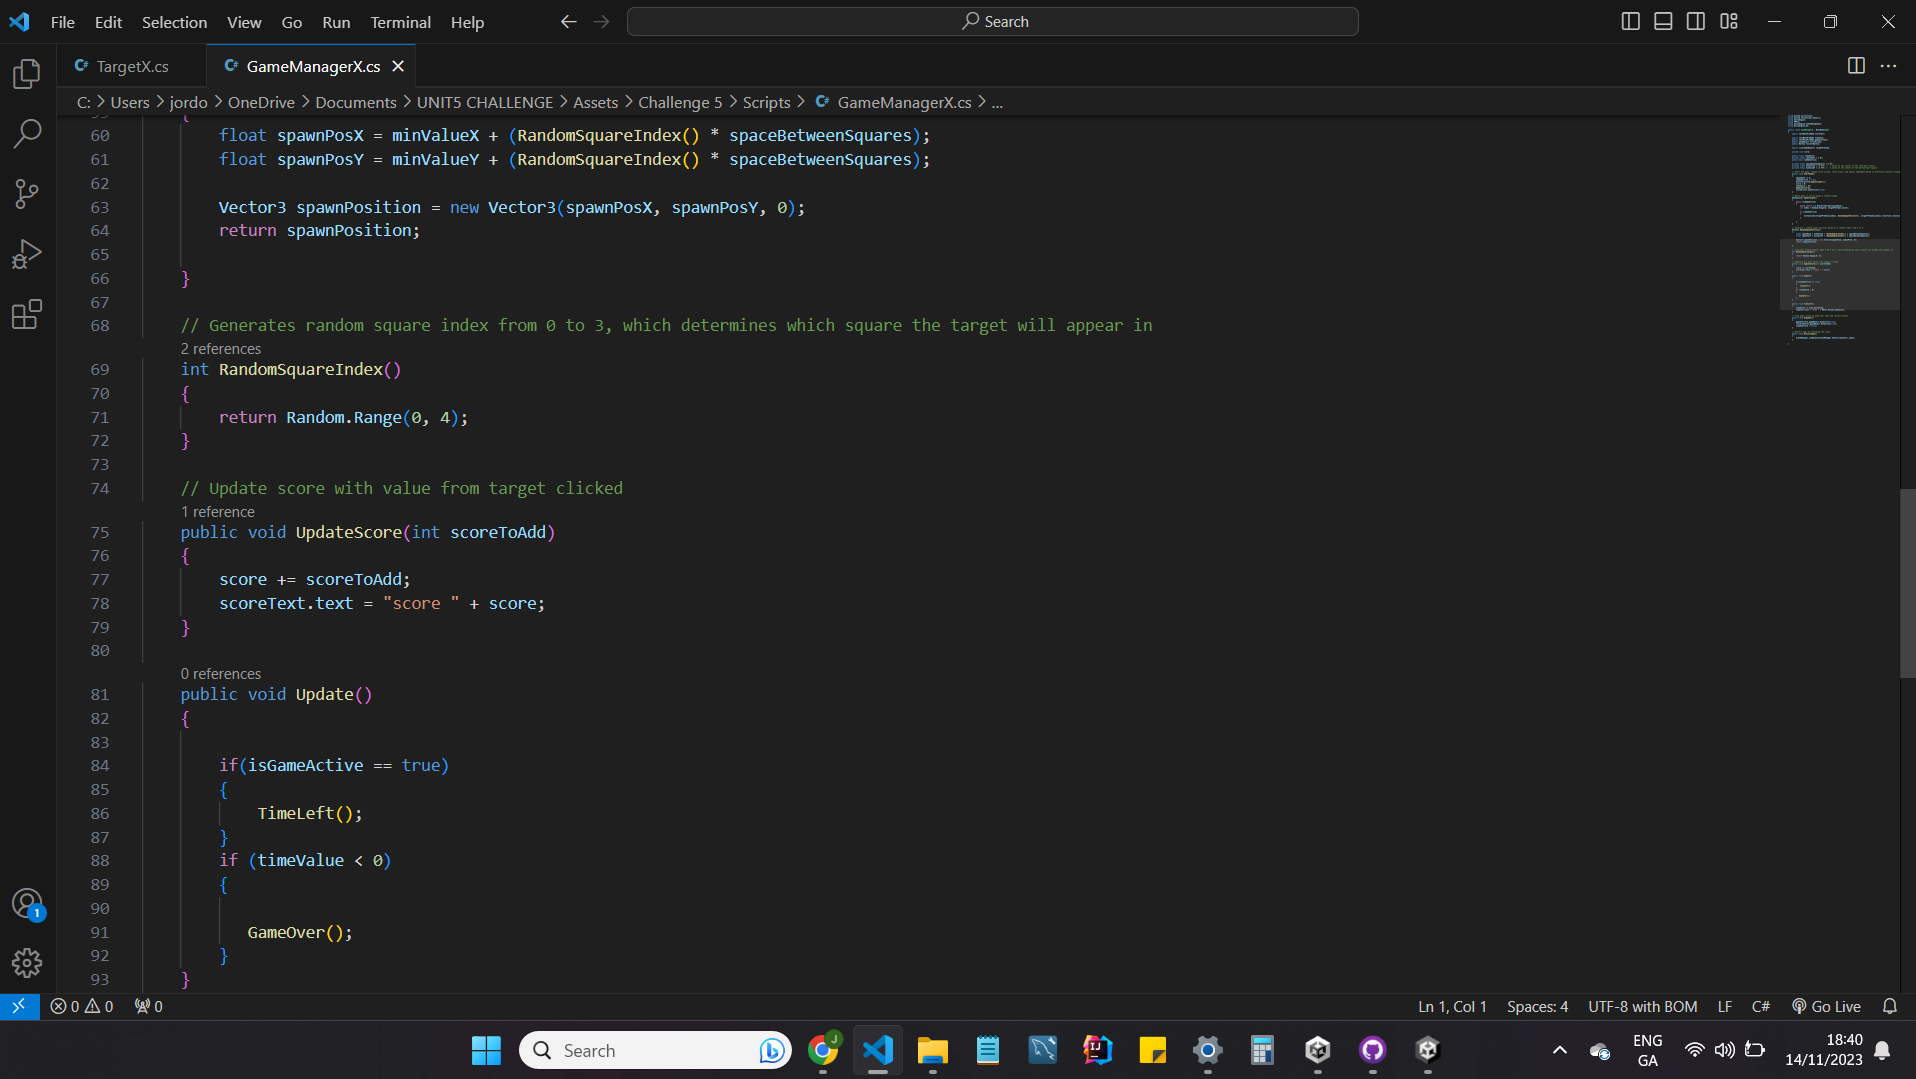 File Edit Selection View Go Run Terminal Help Search
TargetX.cs GameManagerX.cs
C: > Users > jordo > OneDrive > Documents > UNIT5 CHALLENGE > Assets > Challenge 5 > Scripts > GameManagerX.cs > ...
60 float spawnPosX = minValueX + (RandomSquareIndex() * spaceBetweenSquares);
61 float spawnPosY = minValueY + (RandomSquareIndex() * spaceBetweenSquares);
62
63 Vector3 spawnPosition = new Vector3(spawnPosX, spawnPosY, 0);
64 return spawnPosition;
65
66 }
67
68 // Generates random square index from 0 to 3, which determines which square the target will appear in
2 references
69 int RandomSquareIndex()
70 {
71 return Random.Range(0, 4);
72 }
73
74 // Update score with value from target clicked
1 reference
75 public void UpdateScore(int scoreToAdd)
76 {
77 score += scoreToAdd;
78 scoreText.text = "score " + score;
79 }
80
0 references
81 public void Update()
82 {
83
84 if(isGameActive == true)
85 {
86 TimeLeft();
87 }
88 if (timeValue < 0)
89 {
90
91 GameOver();
92 }
93 }
1
0 0 0 Ln 1, Col 1 Spaces: 4 UTF-8 with BOM LF C# Go Live
Search ENG 18:40
GA 14/11/2023